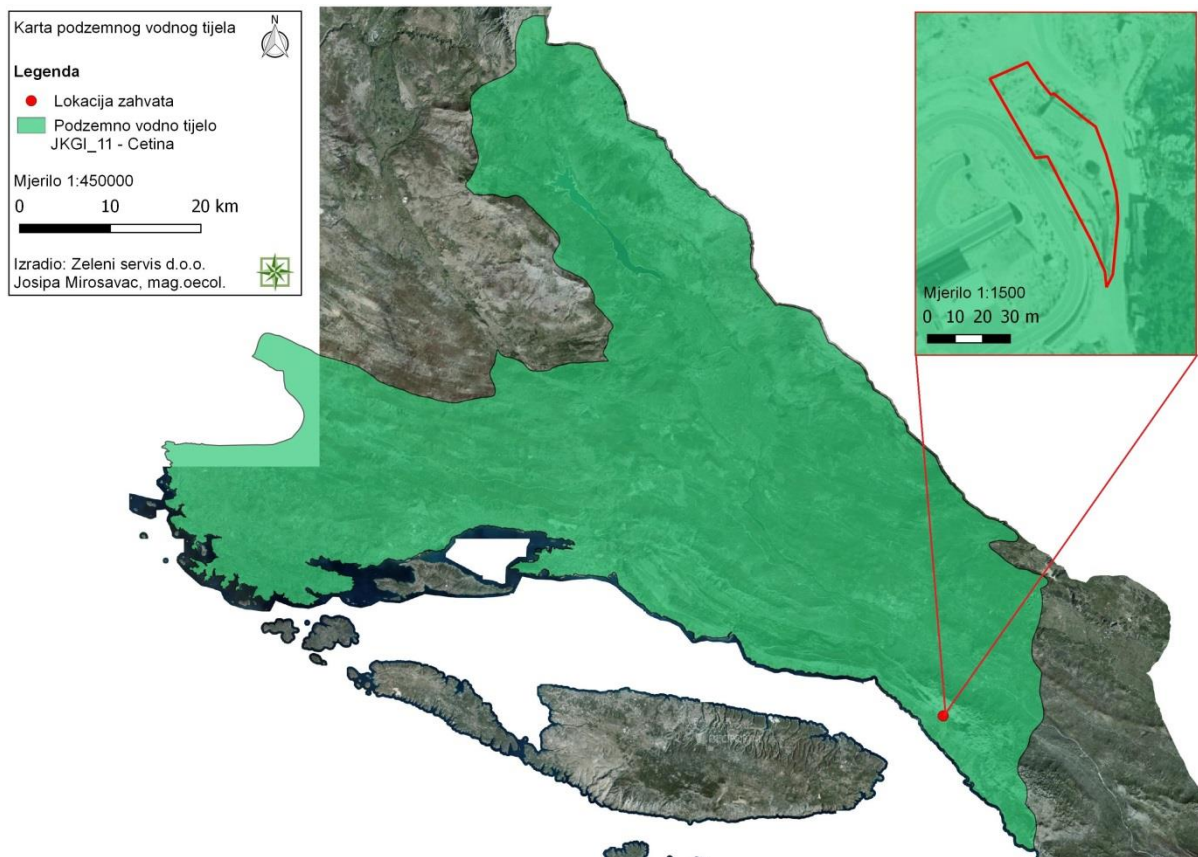 Karta podzemnog vodnog tijela
N
Legenda
Lokacija zahvata
Podzemno vodno tijelo
JKGI_11 - Cetina
Mjerilo 1:450000
0 10 20 km
Izradio: Zeleni servis d.o.o.
Josipa Mirosavac, mag.oecol.
Mjerilo 1:1500
0 10 20 30 m